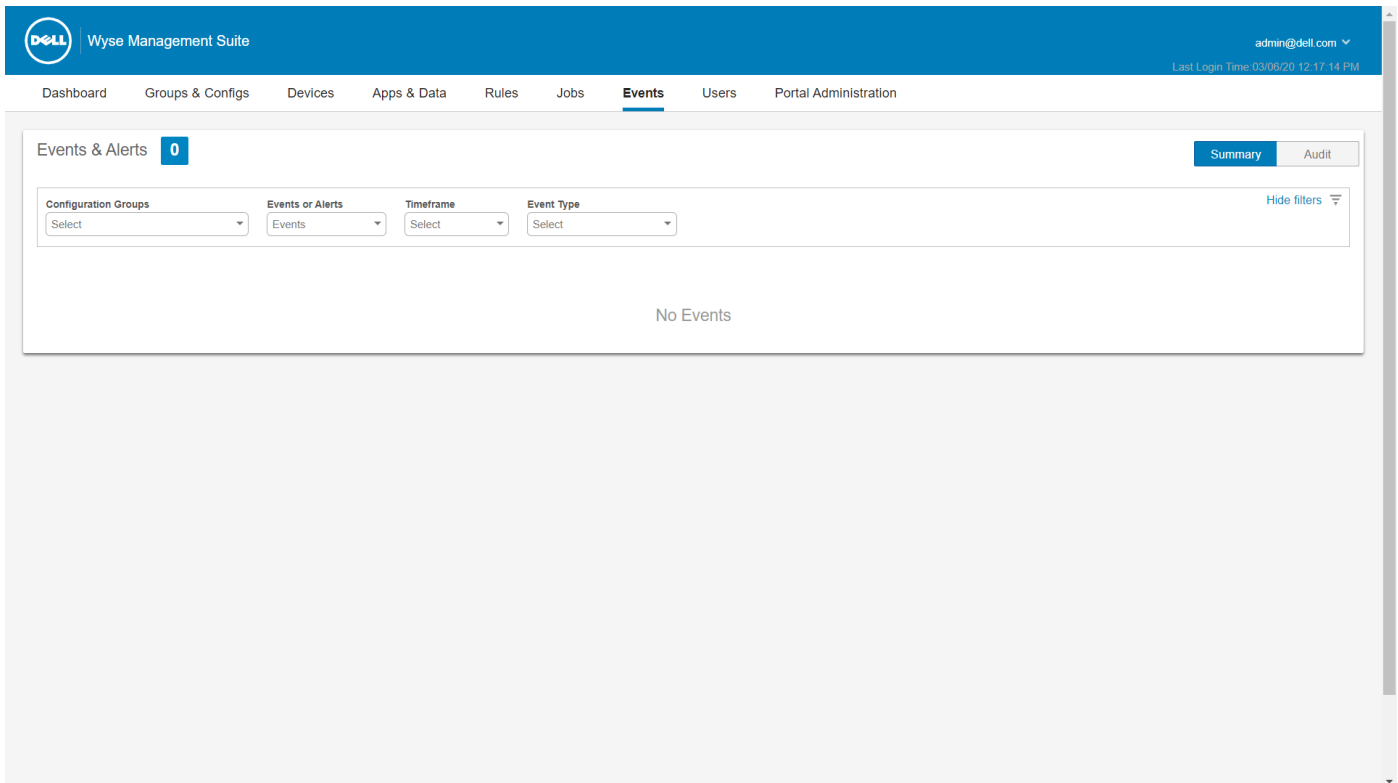 DELL Wyse Management Suite
admin@dell.com
Last Login Time:03/06/20 12:17:14 PM
Dashboard Groups & Configs Devices Apps & Data Rules Jobs Events Users Portal Administration
Events & Alerts 0
Summary Audit
Hide filters
Configuration Groups Events or Alerts Timeframe Event Type
Select Events Select Select
No Events